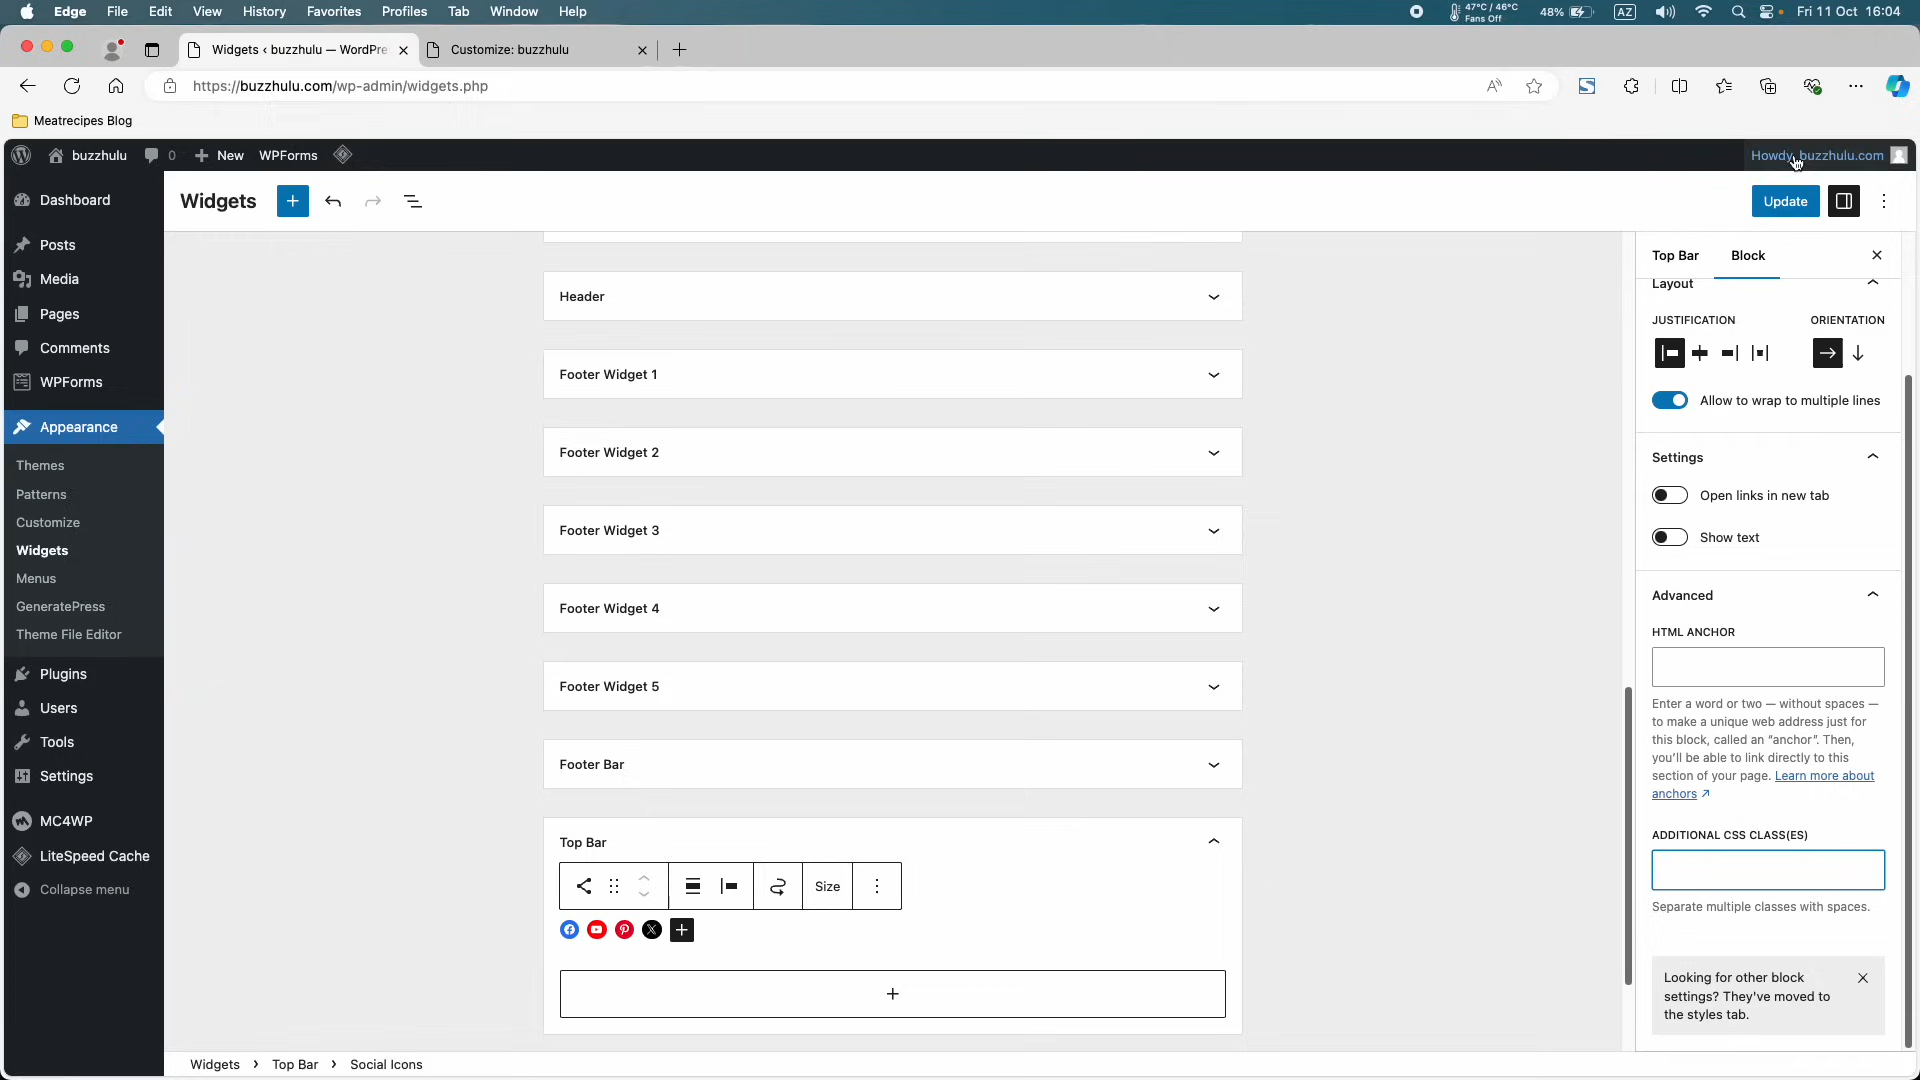 Edge File Edit View History Favorites Profiles Tab Window Help
47°C / 46°C
Fans Off
48% AZ Fri 11 Oct 16:04
Widgets ‹ buzzhulu — WordPre
Customize: buzzhulu
https://buzzhulu.com/wp-admin/widgets.php
Meatrecipes Blog
buzzhulu 0 New WPForms
Howdy, buzzhulu.com
Dashboard
Posts
Media
Pages
Comments
WPForms
Appearance
Themes
Patterns
Customize
Widgets
Menus
GeneratePress
Theme File Editor
Plugins
Users
Tools
Settings
MC4WP
LiteSpeed Cache
Collapse menu
Widgets
Update
Header
Footer Widget 1
Footer Widget 2
Footer Widget 3
Footer Widget 4
Footer Widget 5
Footer Bar
Top Bar
Size
Widgets › Top Bar › Social Icons
Top Bar Block
Layout
JUSTIFICATION ORIENTATION
Allow to wrap to multiple lines
Settings
Open links in new tab
Show text
Advanced
HTML ANCHOR
Enter a word or two — without spaces —
to make a unique web address just for
this block, called an “anchor”. Then,
you’ll be able to link directly to this
section of your page. Learn more about
anchors ↗
ADDITIONAL CSS CLASS(ES)
Separate multiple classes with spaces.
Looking for other block
settings? They've moved to
the styles tab.